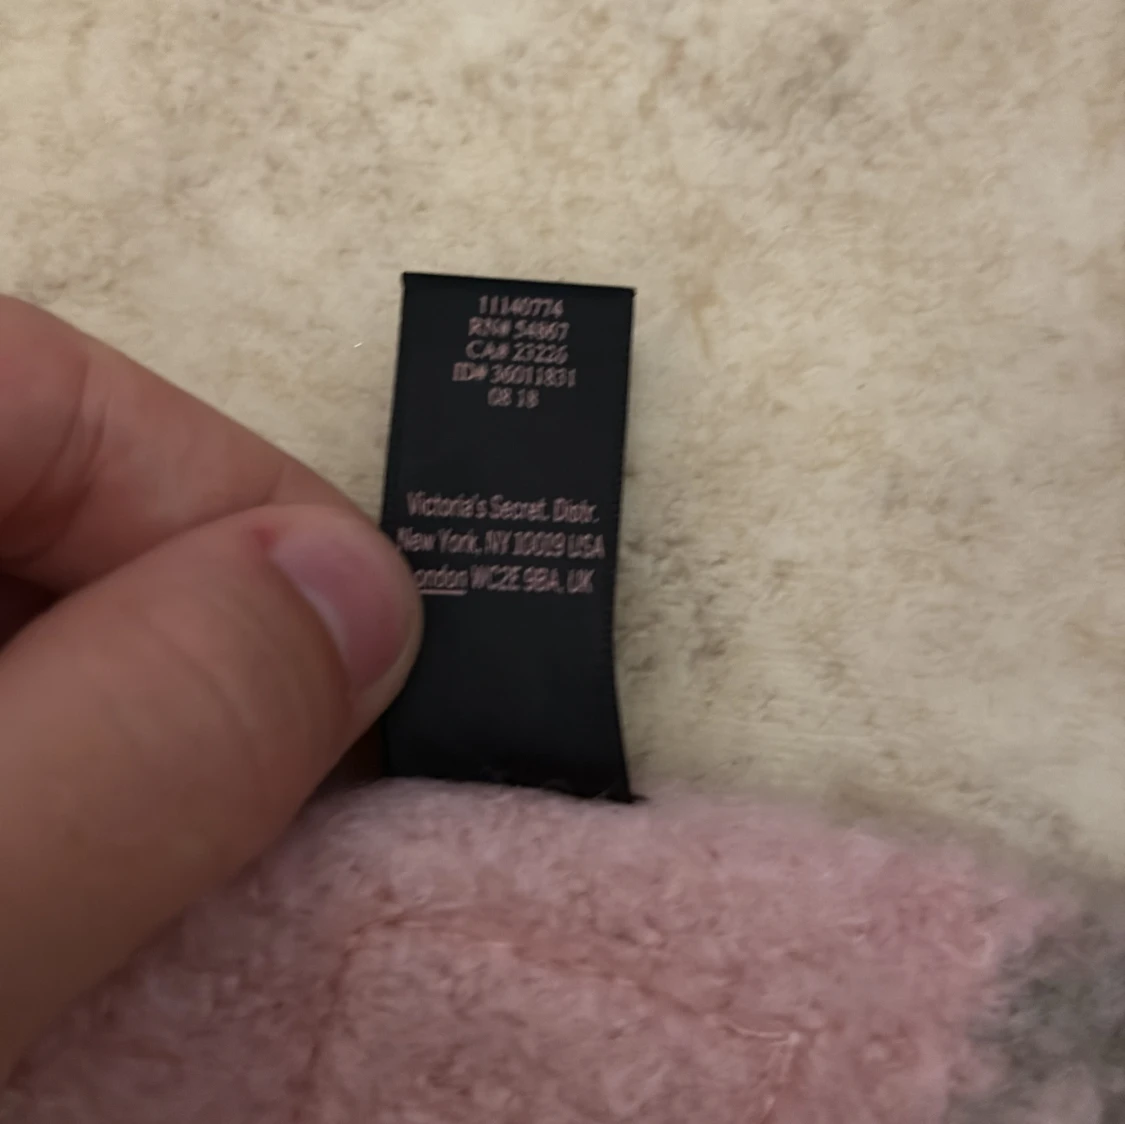 11140774
RN# 54867
CA# 23226
ID# 36011831
08 18
Victoria's Secret. Distr.
New York, NY 10019 USA
ondon WC2E 9BA, UK